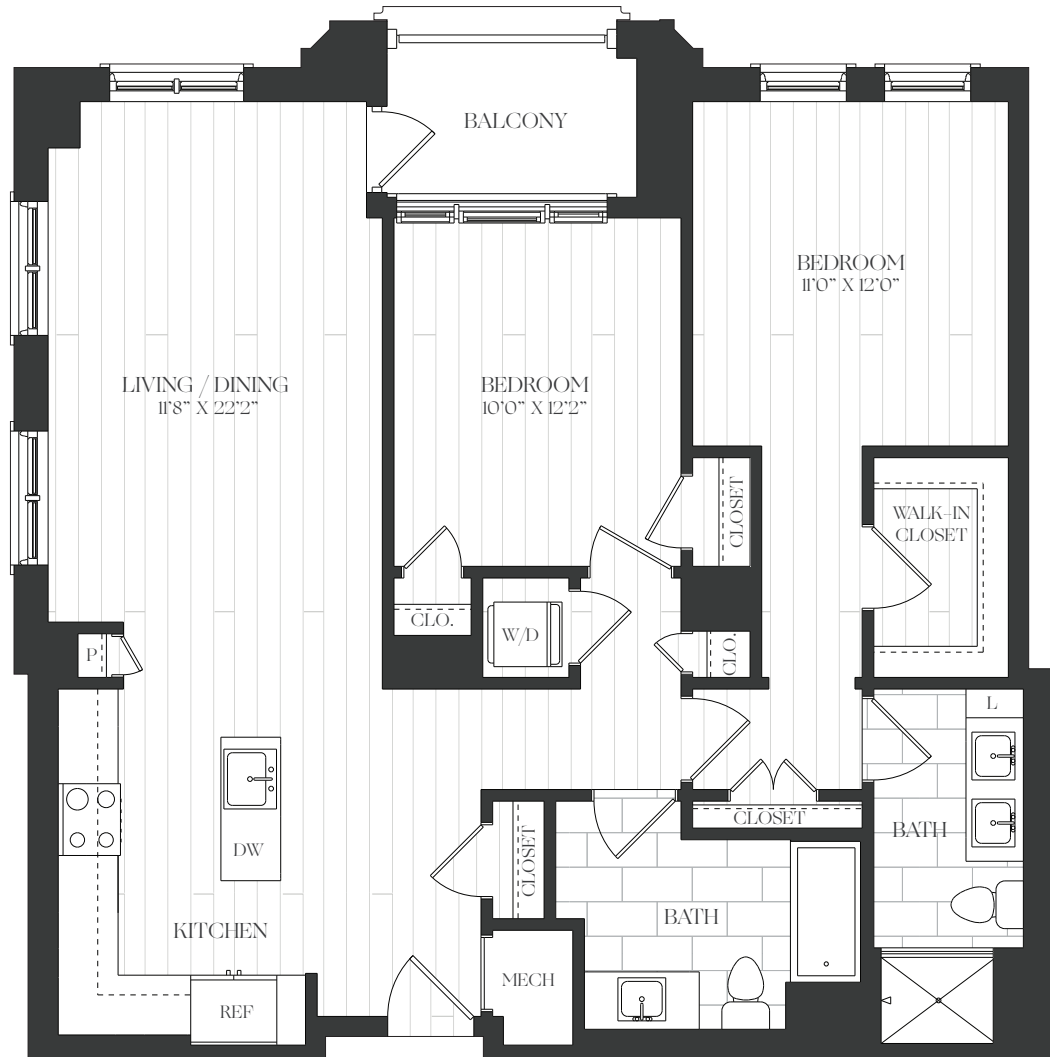 BALCONY
BEDROOM
11'0" X 12'0"
LIVING / DINING
11'8" X 22'2"
BEDROOM
10'0" X 12'2"
CLOSET
WALK-IN
CLOSET
CLO.
W/D
CLO.
P
L
CLOSET
BATH
DW
CLOSET
KITCHEN
BATH
MECH
REF